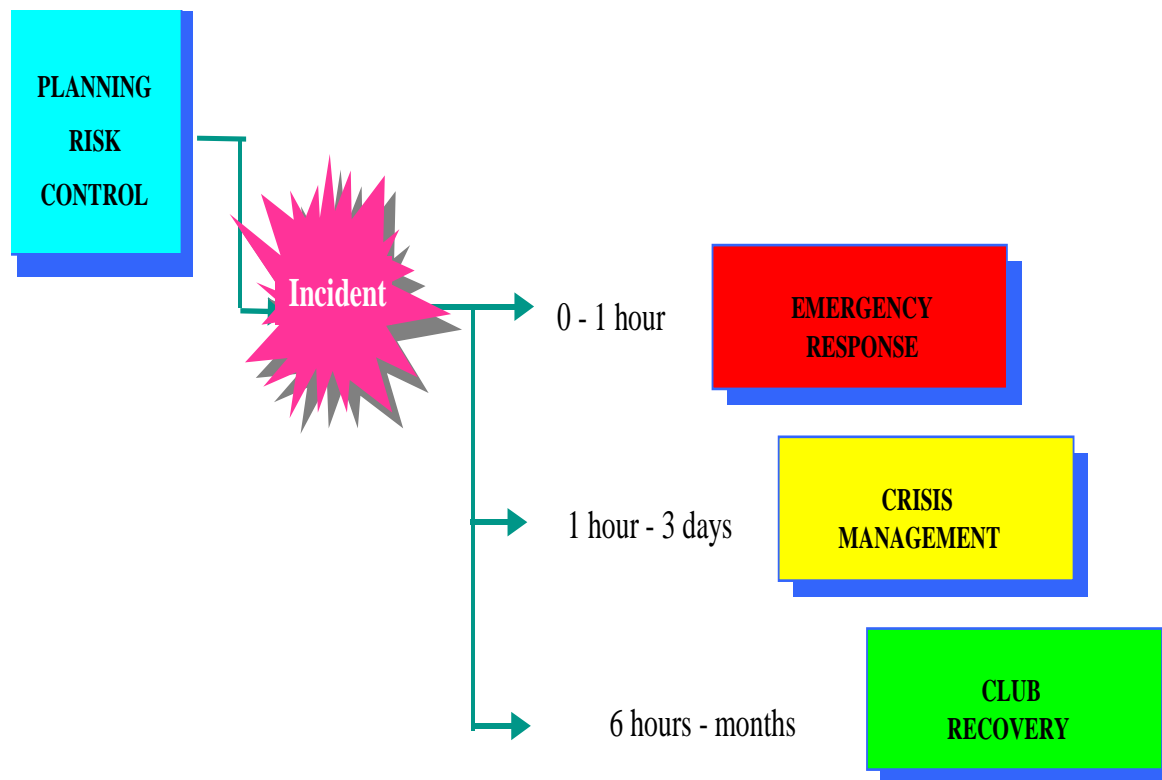 PLANNING
RISK
CONTROL
Incident
0 - 1 hour
EMERGENCY
RESPONSE
1 hour - 3 days
CRISIS
MANAGEMENT
6 hours - months
CLUB
RECOVERY